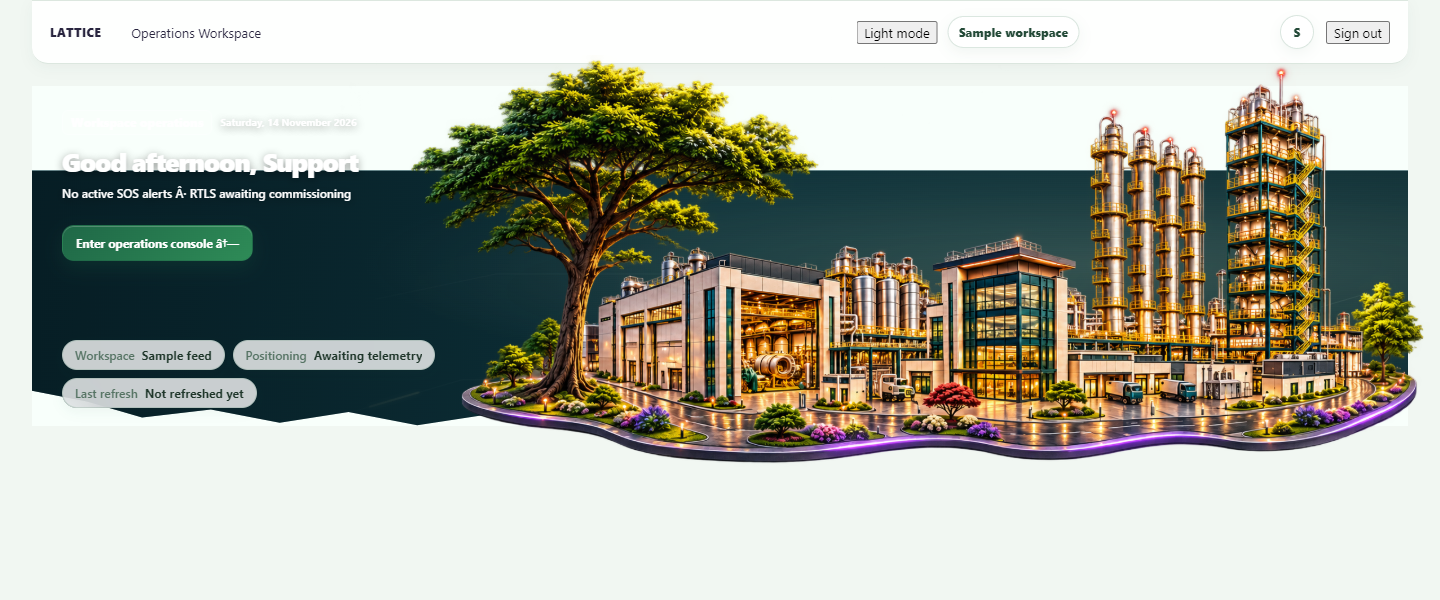 LATTICE Operations Workspace Light mode Sample workspace S Sign out
Saturday, 14 November 2026
Good afternoon, Support
No active SOS alerts Â· RTLS awaiting commissioning
Enter operations console â†—
Workspace Sample feed Positioning Awaiting telemetry
Last refresh Not refreshed yet